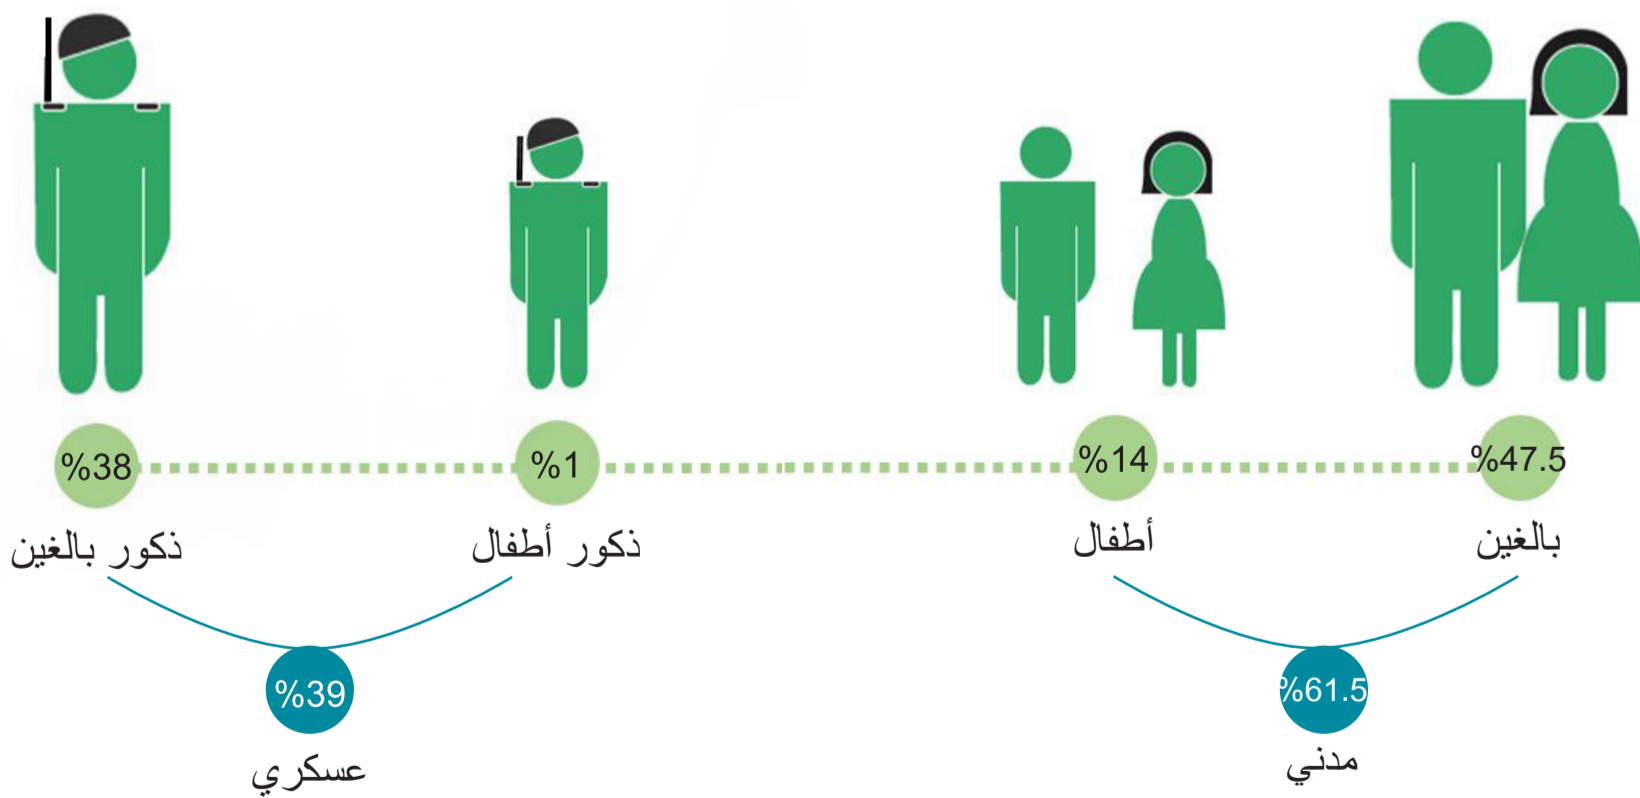 %47.5
%14
%1
%38
بالغين
أطفال
ذكور أطفال
ذكور بالغين
%61.5
%39
مدني
عسكري